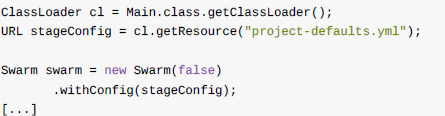 ClassLoader cl = Main.class.getClassLoader();
URL stageConfig = cl.getResource("project-defaults.yml");
Swarm swarm = new Swarm(false)
.withConfig(stageConfig);
[...]